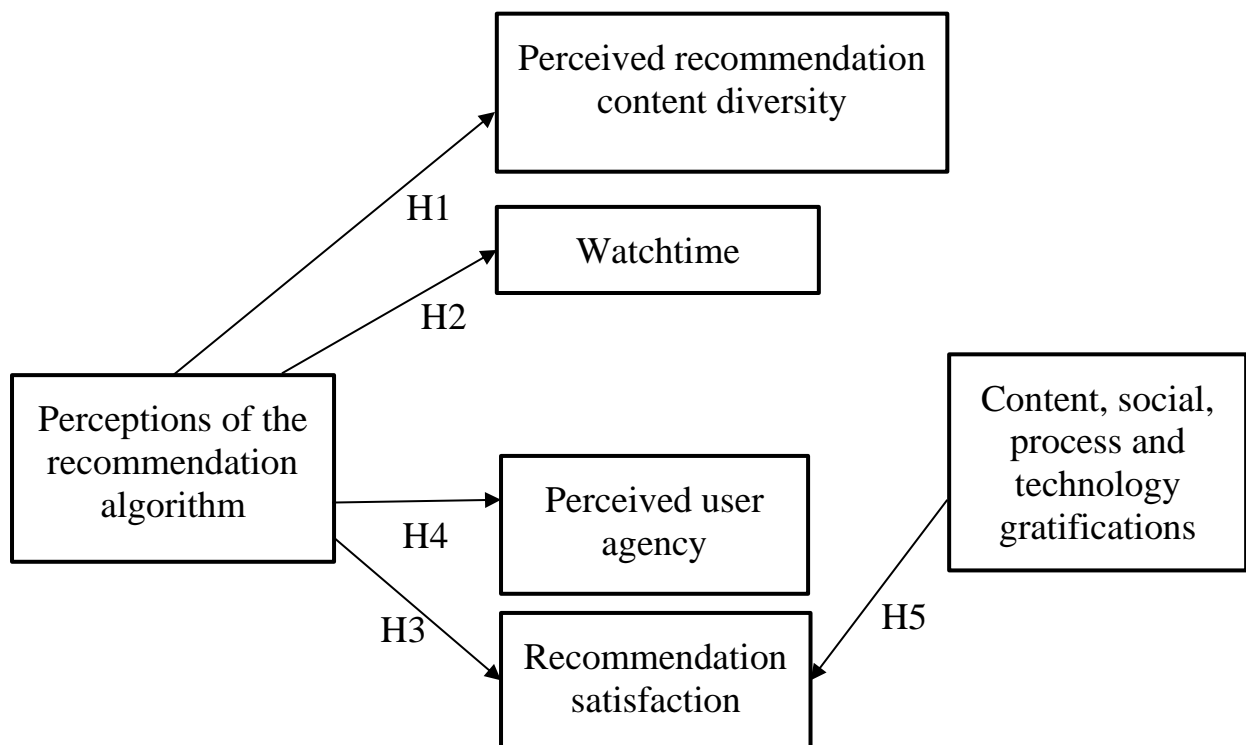 Perceived recommendation
content diversity
H1
Watchtime
H2
Perceptions of the
recommendation
algorithm
Content, social,
process and
technology
gratifications
Perceived user
agency
H4
H3
H5
Recommendation
satisfaction